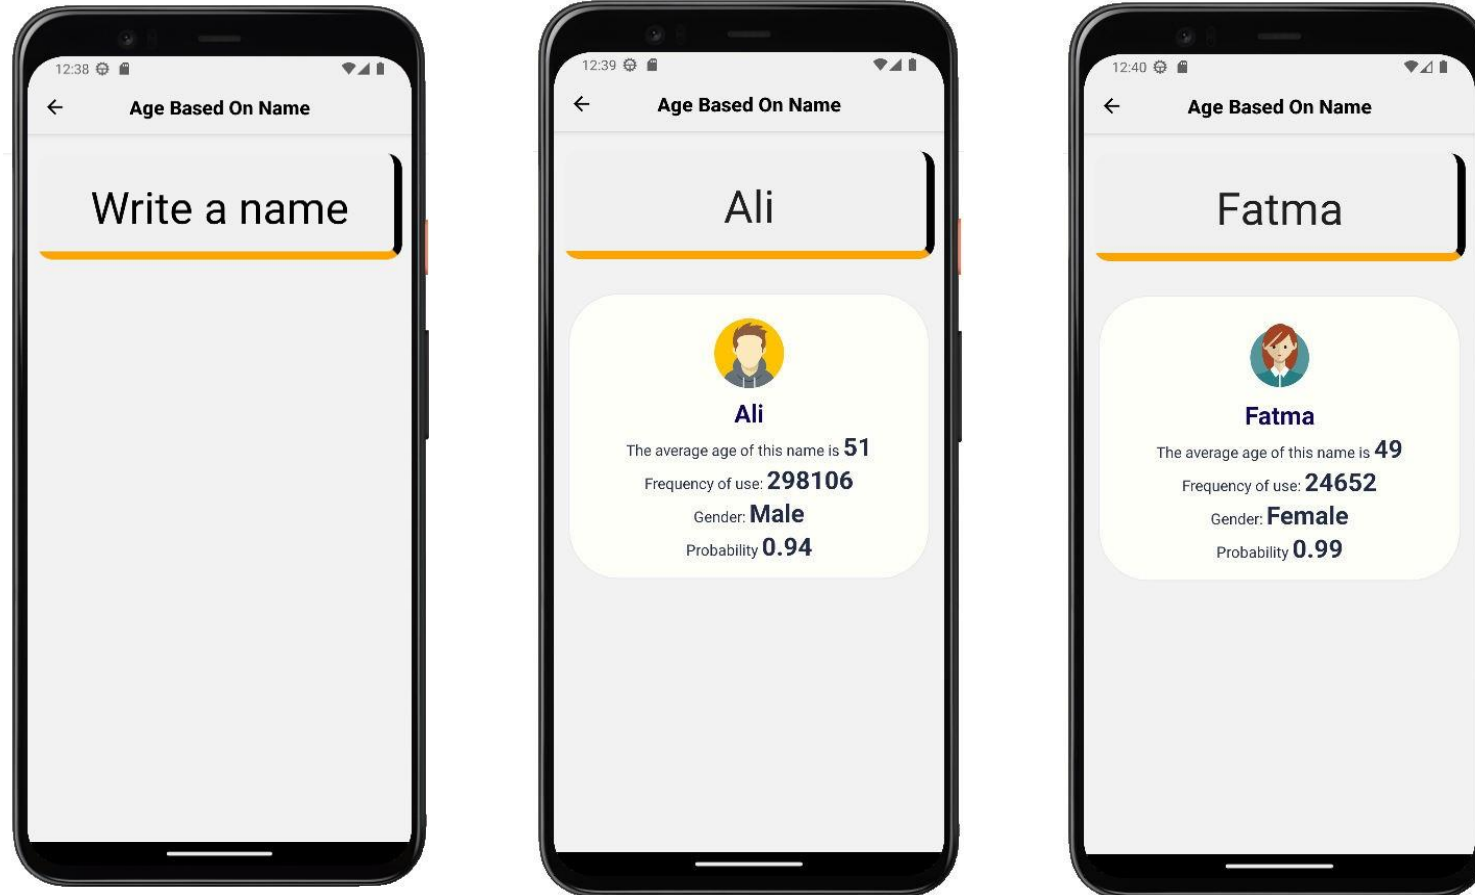 12:38
Age Based On Name
Write a name
12:39
Age Based On Name
Ali
Ali
The average age of this name is 51
Frequency of use: 298106
Gender: Male
Probability 0.94
12:40
Age Based On Name
Fatma
Fatma
The average age of this name is 49
Frequency of use: 24652
Gender: Female
Probability 0.99